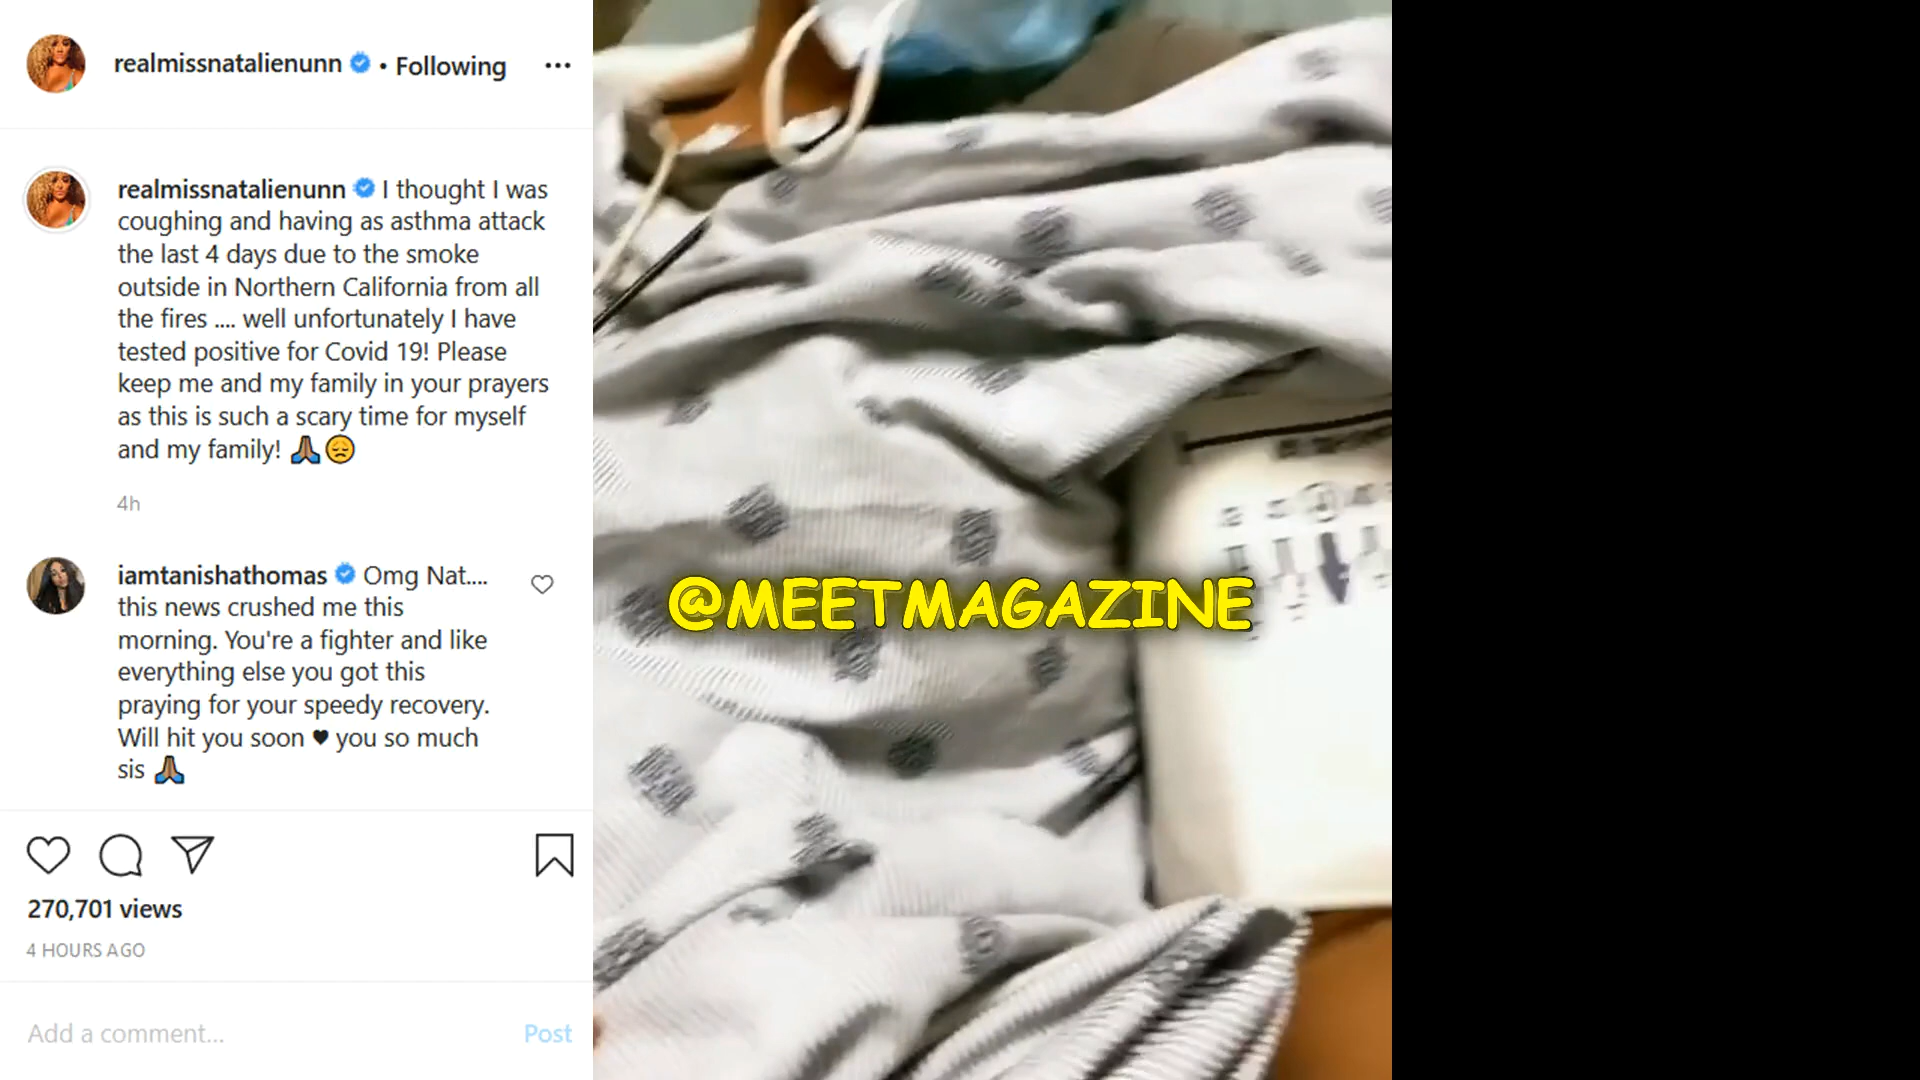 realmissnatalienunn • Following
realmissnatalienunn I thought I was
coughing and having as asthma attack
the last 4 days due to the smoke
outside in Northern California from all
the fires .... well unfortunately I have
tested positive for Covid 19! Please
keep me and my family in your prayers
as this is such a scary time for myself
and my family! 🙏🏾😞
4h
iamtanishathomas Omg Nat....
this news crushed me this
morning. You're a fighter and like
everything else you got this
praying for your speedy recovery.
Will hit you soon ♥ you so much
sis 🙏🏾
270,701 views
4 HOURS AGO
Add a comment...
Post
@MEETMAGAZINE